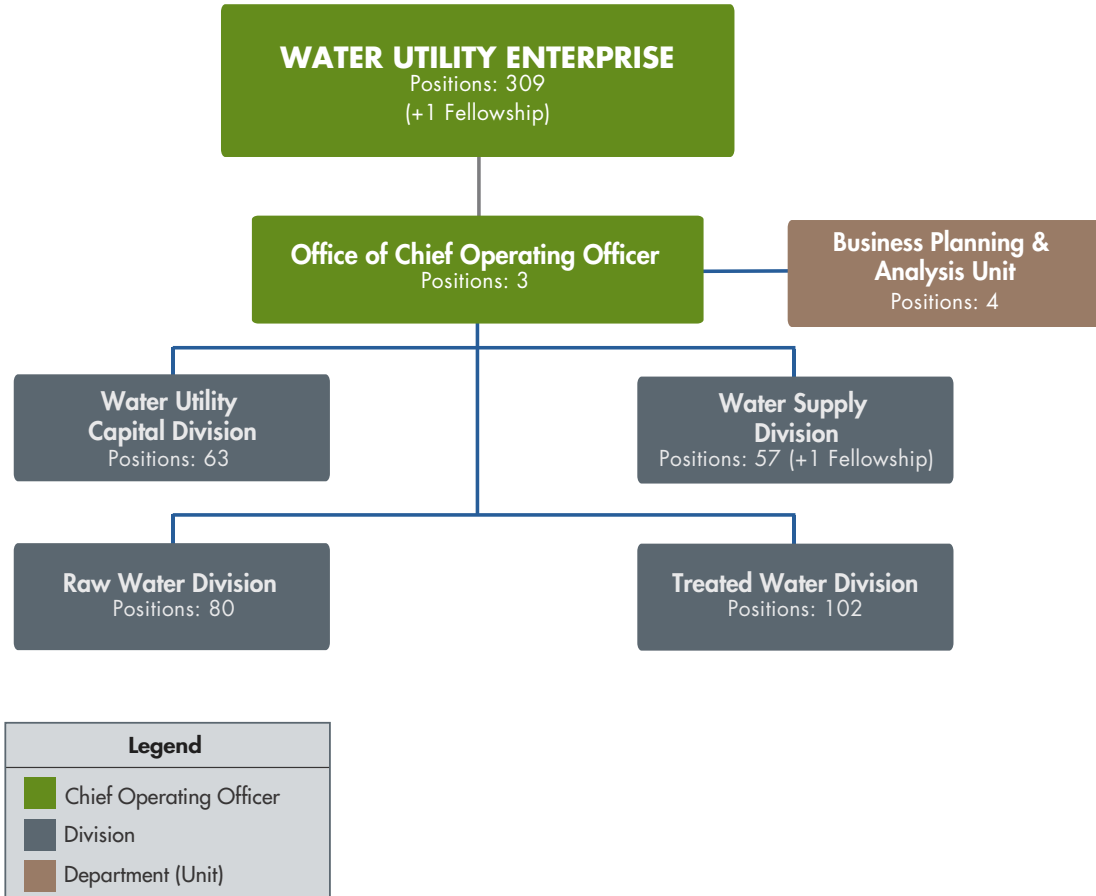 WATER UTILITY ENTERPRISE
Positions: 309
(+1 Fellowship)
Office of Chief Operating Officer
Positions: 3
Business Planning &
Analysis Unit
Positions: 4
Water Utility
Capital Division
Positions: 63
Water Supply
Division
Positions: 57 (+1 Fellowship)
Raw Water Division
Positions: 80
Treated Water Division
Positions: 102
Legend
Chief Operating Officer
Division
Department (Unit)